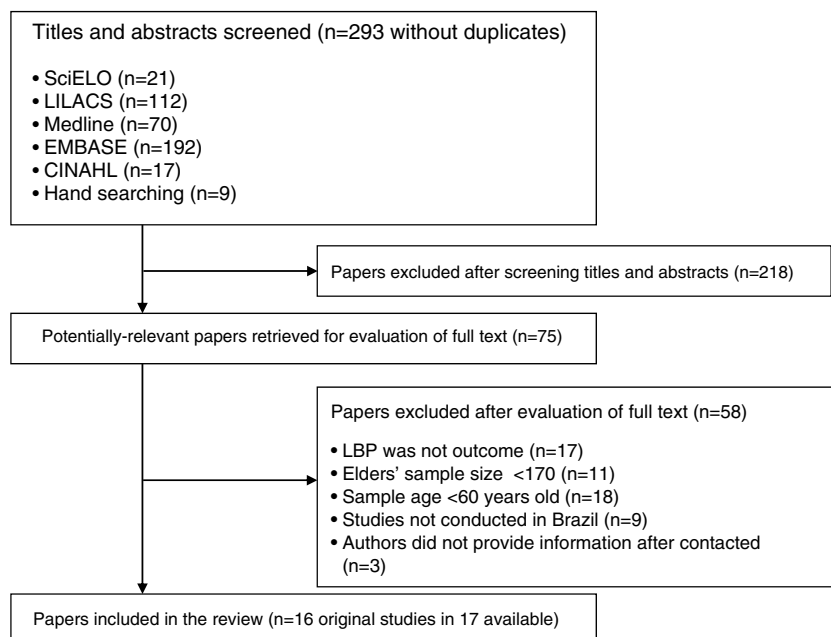 Titles and abstracts screened (n=293 without duplicates)
• SciELO (n=21)
• LILACS (n=112)
• Medline (n=70)
• EMBASE (n=192)
• CINAHL (n=17)
• Hand searching (n=9)
Papers excluded after screening titles and abstracts (n=218)
Potentially-relevant papers retrieved for evaluation of full text (n=75)
Papers excluded after evaluation of full text (n=58)
• LBP was not outcome (n=17)
• Elders’ sample size <170 (n=11)
• Sample age <60 years old (n=18)
• Studies not conducted in Brazil (n=9)
• Authors did not provide information after contacted
(n=3)
Papers included in the review (n=16 original studies in 17 available)